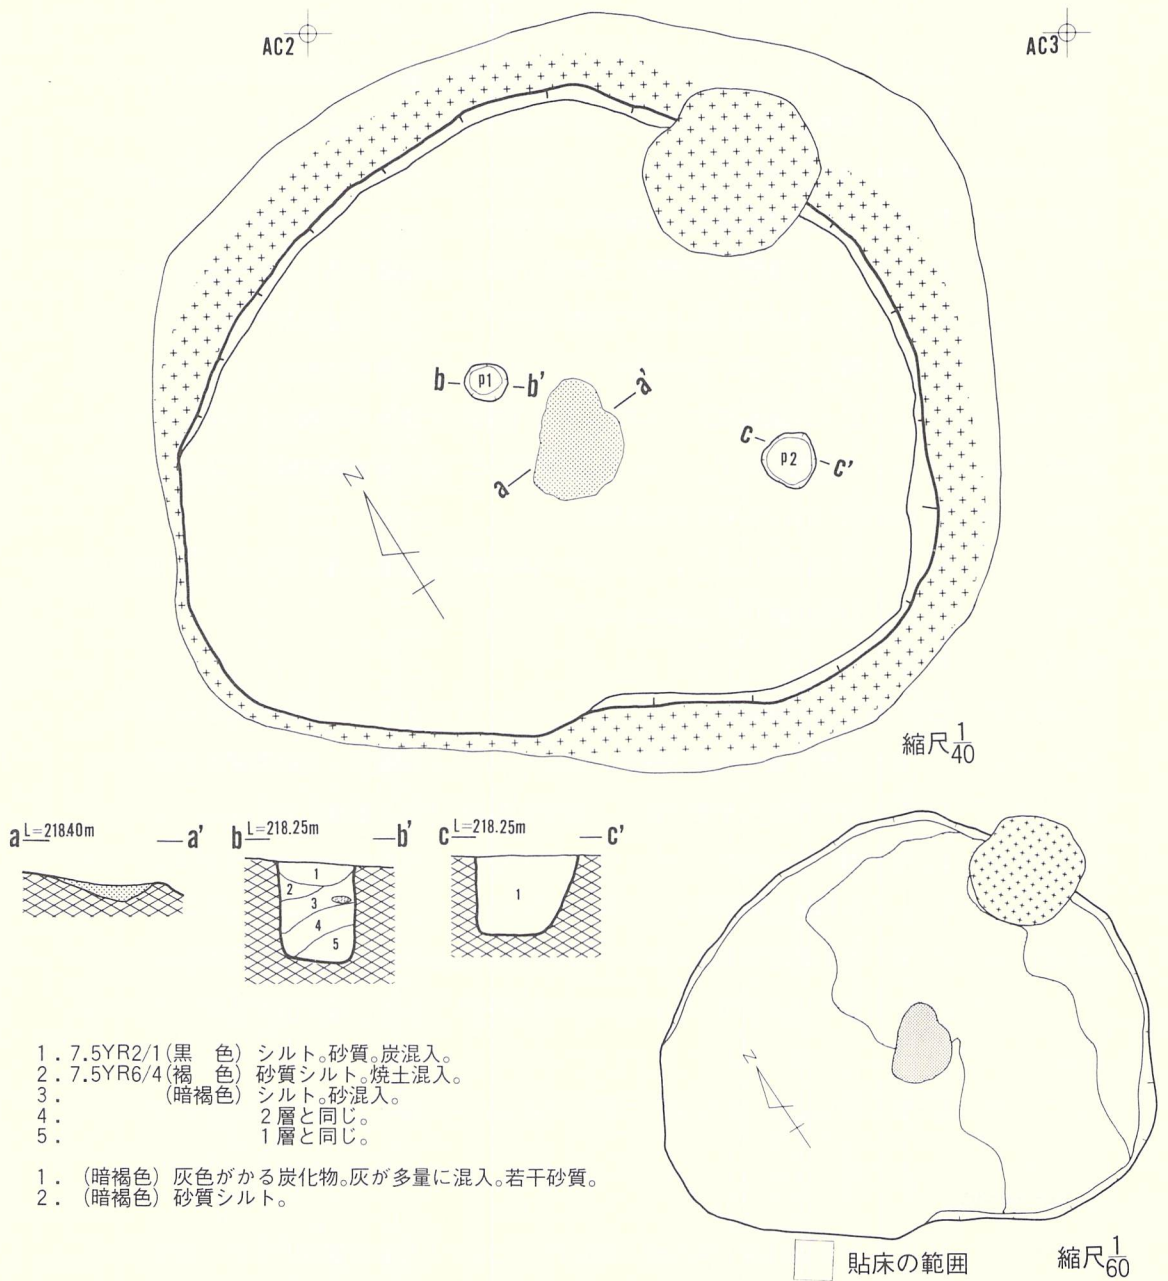 AC2 AC3
b b' P1 a' a
c c' P2
N
縮尺1/40
a L=218.40m a' b L=218.25m b' c L=218.25m c'
1
2
3
4
5
1
1. 7.5YR2/1(黒 色) シルト。砂質。炭混入。
2. 7.5YR6/4(褐 色) 砂質シルト。焼土混入。
3. (暗褐色) シルト。砂混入。
4. 2層と同じ。
5. 1層と同じ。
1. (暗褐色) 灰色がかる炭化物。灰が多量に混入。若干砂質。
2. (暗褐色) 砂質シルト。
N
貼床の範囲
縮尺1/60